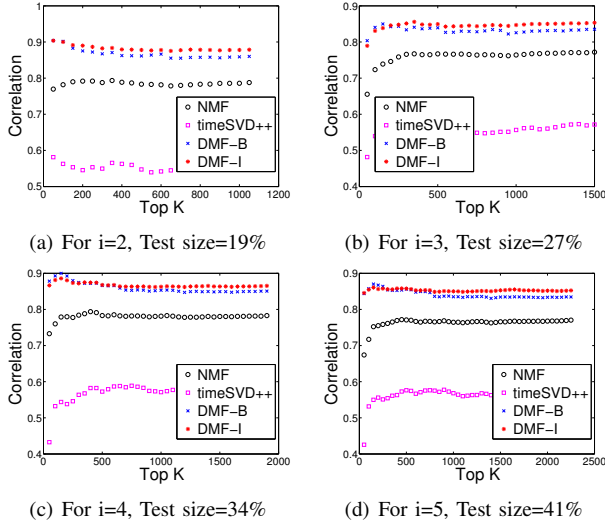 1
0.9
0.8
0.7
0.6
0.5
Correlation
0 200 400 600 800 1000 1200
Top K
NMF
timeSVD++
DMF-B
DMF-I
(a) For i=2, Test size=19%
1
0.9
0.8
0.7
0.6
0.5
0.4
Correlation
0 500 1000 1500
Top K
NMF
timeSVD++
DMF-B
DMF-I
(b) For i=3, Test size=27%
0.9
0.8
0.7
0.6
0.5
0.4
Correlation
0 500 1000 1500 2000
Top K
NMF
timeSVD++
DMF-B
DMF-I
(c) For i=4, Test size=34%
0.9
0.8
0.7
0.6
0.5
0.4
Correlation
0 500 1000 1500 2000 2500
Top K
NMF
timeSVD++
DMF-B
DMF-I
(d) For i=5, Test size=41%